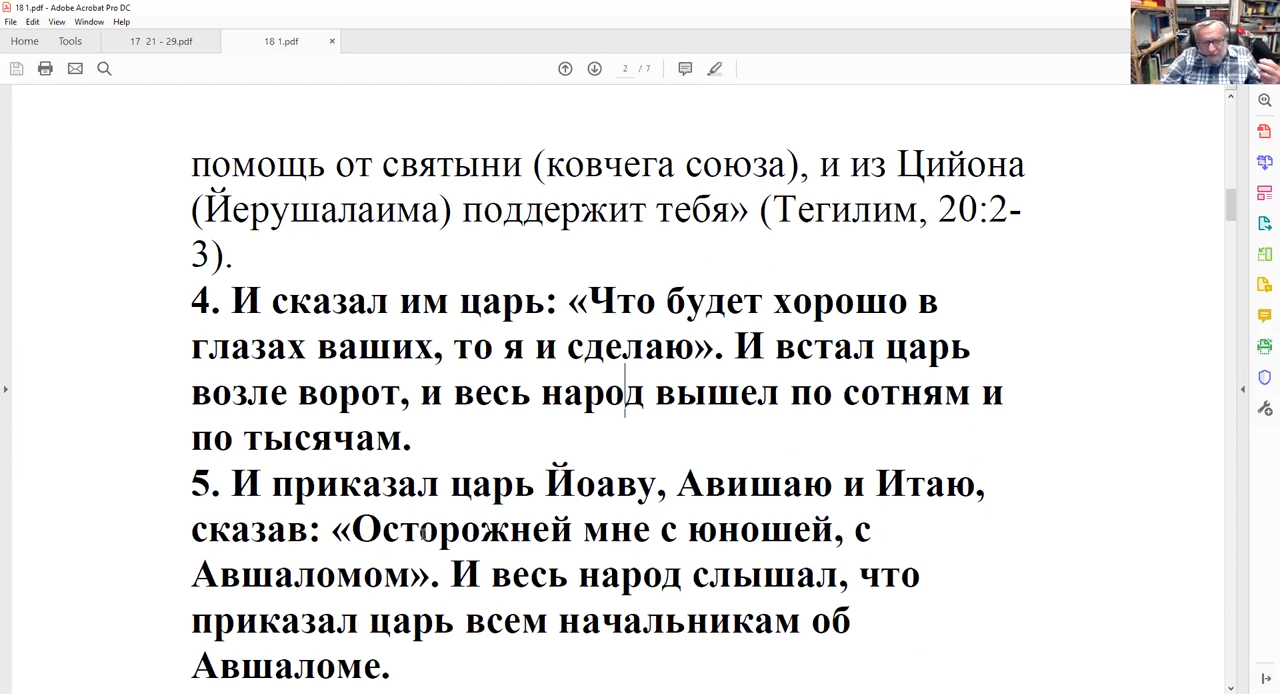 18 1.pdf - Adobe Acrobat Pro DC
File Edit View Window Help
Home Tools 17 21 - 29.pdf 18 1.pdf ×
2 / 7
помощь от святыни (ковчега союза), и из Цийона
(Йерушалаима) поддержит тебя» (Тегилим, 20:2-
3).
4. И сказал им царь: «Что будет хорошо в
глазах ваших, то я и сделаю». И встал царь
возле ворот, и весь народ вышел по сотням и
по тысячам.
5. И приказал царь Йоаву, Авишаю и Итаю,
сказав: «Осторожней мне с юношей, с
Авшаломом». И весь народ слышал, что
приказал царь всем начальникам об
Авшаломе.